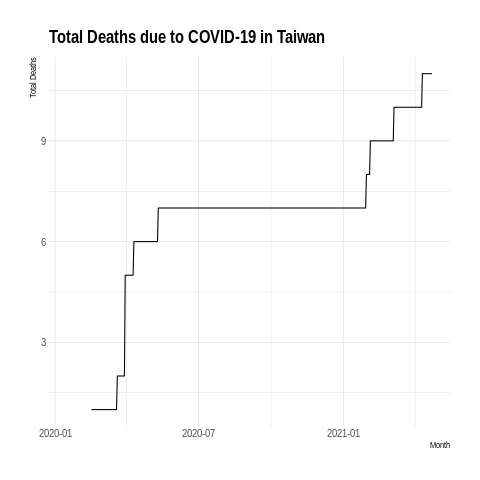 Total Deaths due to COVID-19 in Taiwan
Total Deaths
9
6
3
2020-01 2020-07 2021-01
Month